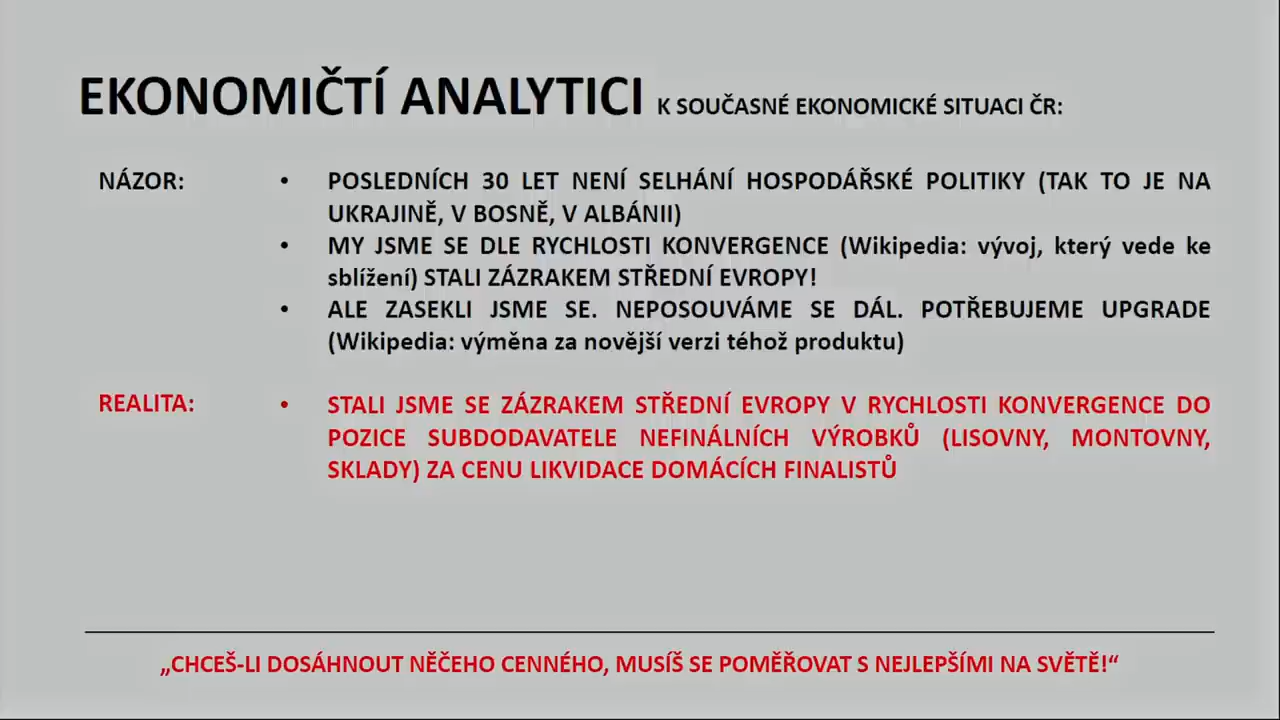 EKONOMIČTÍ ANALYTICI K SOUČASNÉ EKONOMICKÉ SITUACI ČR:
NÁZOR: • POSLEDNÍCH 30 LET NENÍ SELHÁNÍ HOSPODÁŘSKÉ POLITIKY (TAK TO JE NA
UKRAJINĚ, V BOSNĚ, V ALBÁNII)
• MY JSME SE DLE RYCHLOSTI KONVERGENCE (Wikipedia: vývoj, který vede ke
sblížení) STALI ZÁZRAKEM STŘEDNÍ EVROPY!
• ALE ZASEKLI JSME SE. NEPOSOUVÁME SE DÁL. POTŘEBUJEME UPGRADE
(Wikipedia: výměna za novější verzi téhož produktu)
REALITA: • STALI JSME SE ZÁZRAKEM STŘEDNÍ EVROPY V RYCHLOSTI KONVERGENCE DO
POZICE SUBDODAVATELE NEFINÁLNÍCH VÝROBKŮ (LISOVNY, MONTOVNY,
SKLADY) ZA CENU LIKVIDACE DOMÁCÍCH FINALISTŮ
„CHCEŠ-LI DOSÁHNOUT NĚČEHO CENNÉHO, MUSÍŠ SE POMĚŘOVAT S NEJLEPŠÍMI NA SVĚTĚ!“